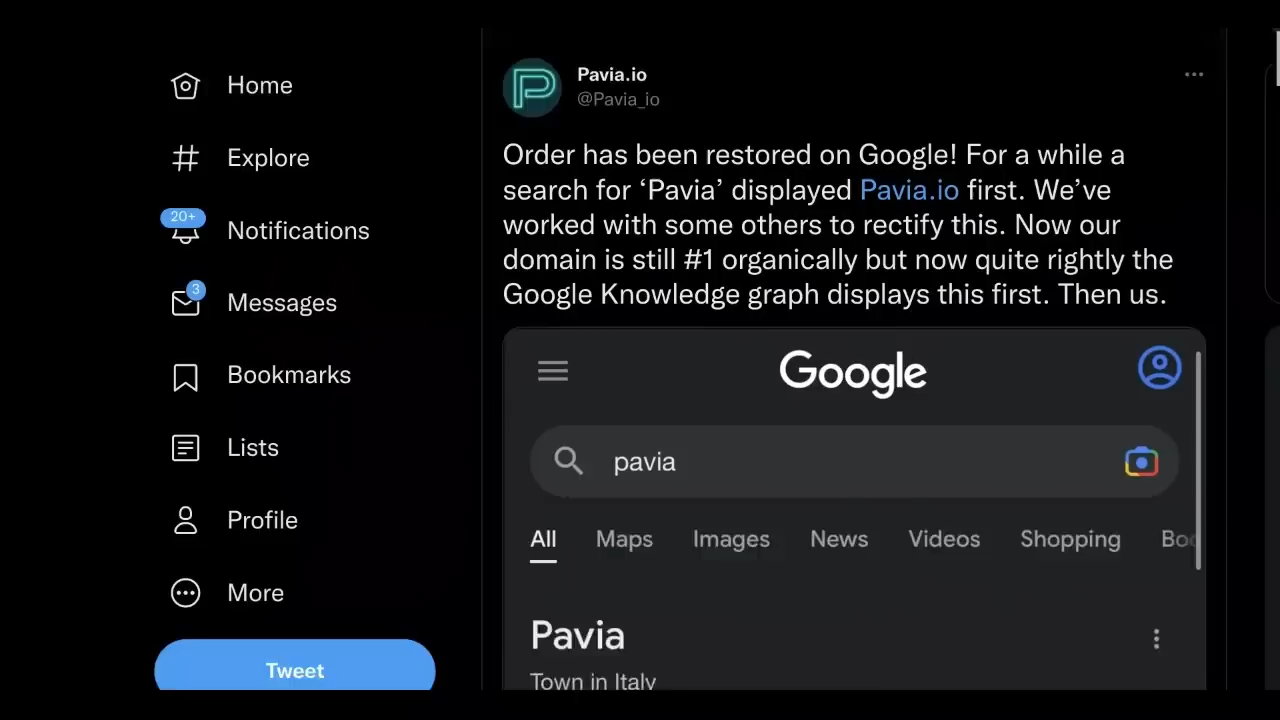 Home
Explore
20+
Notifications
3
Messages
Bookmarks
Lists
Profile
More
Tweet
Pavia.io
@Pavia_io
Order has been restored on Google! For a while a
search for ‘Pavia’ displayed Pavia.io first. We’ve
worked with some others to rectify this. Now our
domain is still #1 organically but now quite rightly the
Google Knowledge graph displays this first. Then us.
Google
pavia
All Maps Images News Videos Shopping Boo
Pavia
Town in Italy